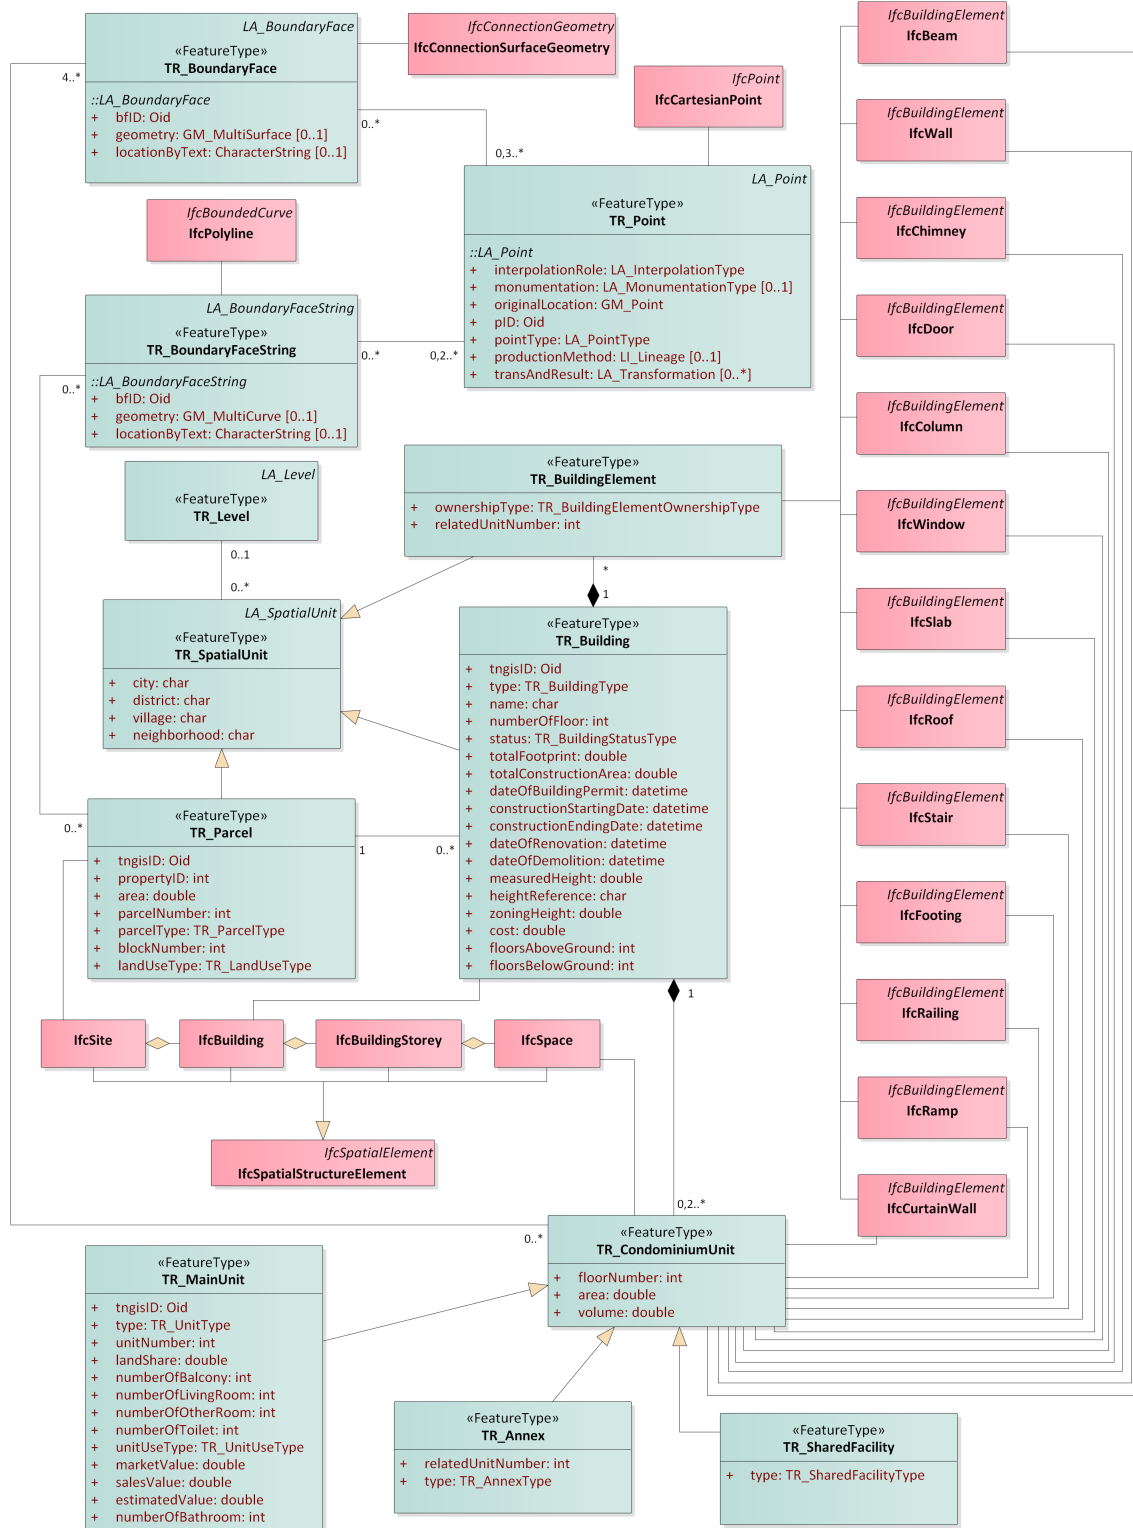 LA_BoundaryFace
«FeatureType»
TR_BoundaryFace
::LA_BoundaryFace
+ bfID: Oid
+ geometry: GM_MultiSurface [0..1]
+ locationByText: CharacterString [0..1]
4..*
0..*
IfcConnectionGeometry
IfcConnectionSurfaceGeometry
IfcPoint
IfcCartesianPoint
0,3..*
LA_Point
«FeatureType»
TR_Point
::LA_Point
+ interpolationRole: LA_InterpolationType
+ monumentation: LA_MonumentationType [0..1]
+ originalLocation: GM_Point
+ pID: Oid
+ pointType: LA_PointType
+ productionMethod: LI_Lineage [0..1]
+ transAndResult: LA_Transformation [0..*]
IfcBoundedCurve
IfcPolyline
LA_BoundaryFaceString
«FeatureType»
TR_BoundaryFaceString
::LA_BoundaryFaceString
+ bfID: Oid
+ geometry: GM_MultiCurve [0..1]
+ locationByText: CharacterString [0..1]
0..*
0,2..*
0..*
LA_Level
«FeatureType»
TR_Level
0..1
0..*
«FeatureType»
TR_BuildingElement
+ ownershipType: TR_BuildingElementOwnershipType
+ relatedUnitNumber: int
*
1
LA_SpatialUnit
«FeatureType»
TR_SpatialUnit
+ city: char
+ district: char
+ village: char
+ neighborhood: char
«FeatureType»
TR_Building
+ tngisID: Oid
+ type: TR_BuildingType
+ name: char
+ numberOfFloor: int
+ status: TR_BuildingStatusType
+ totalFootprint: double
+ totalConstructionArea: double
+ dateOfBuildingPermit: datetime
+ constructionStartingDate: datetime
+ constructionEndingDate: datetime
+ dateOfRenovation: datetime
+ dateOfDemolition: datetime
+ measuredHeight: double
+ heightReference: char
+ zoningHeight: double
+ cost: double
+ floorsAboveGround: int
+ floorsBelowGround: int
0..*
«FeatureType»
TR_Parcel
+ tngisID: Oid
+ propertyID: int
+ area: double
+ parcelNumber: int
+ parcelType: TR_ParcelType
+ blockNumber: int
+ landUseType: TR_LandUseType
1
0..*
1
IfcSite
IfcBuilding
IfcBuildingStorey
IfcSpace
IfcSpatialElement
IfcSpatialStructureElement
0,2..*
0..*
«FeatureType»
TR_CondominiumUnit
+ floorNumber: int
+ area: double
+ volume: double
«FeatureType»
TR_MainUnit
+ tngisID: Oid
+ type: TR_UnitType
+ unitNumber: int
+ landShare: double
+ numberOfBalcony: int
+ numberOfLivingRoom: int
+ numberOfOtherRoom: int
+ numberOfToilet: int
+ unitUseType: TR_UnitUseType
+ marketValue: double
+ salesValue: double
+ estimatedValue: double
+ numberOfBathroom: int
«FeatureType»
TR_Annex
+ relatedUnitNumber: int
+ type: TR_AnnexType
«FeatureType»
TR_SharedFacility
+ type: TR_SharedFacilityType
IfcBuildingElement
IfcBeam
IfcBuildingElement
IfcWall
IfcBuildingElement
IfcChimney
IfcBuildingElement
IfcDoor
IfcBuildingElement
IfcColumn
IfcBuildingElement
IfcWindow
IfcBuildingElement
IfcSlab
IfcBuildingElement
IfcRoof
IfcBuildingElement
IfcStair
IfcBuildingElement
IfcFooting
IfcBuildingElement
IfcRailing
IfcBuildingElement
IfcRamp
IfcBuildingElement
IfcCurtainWall